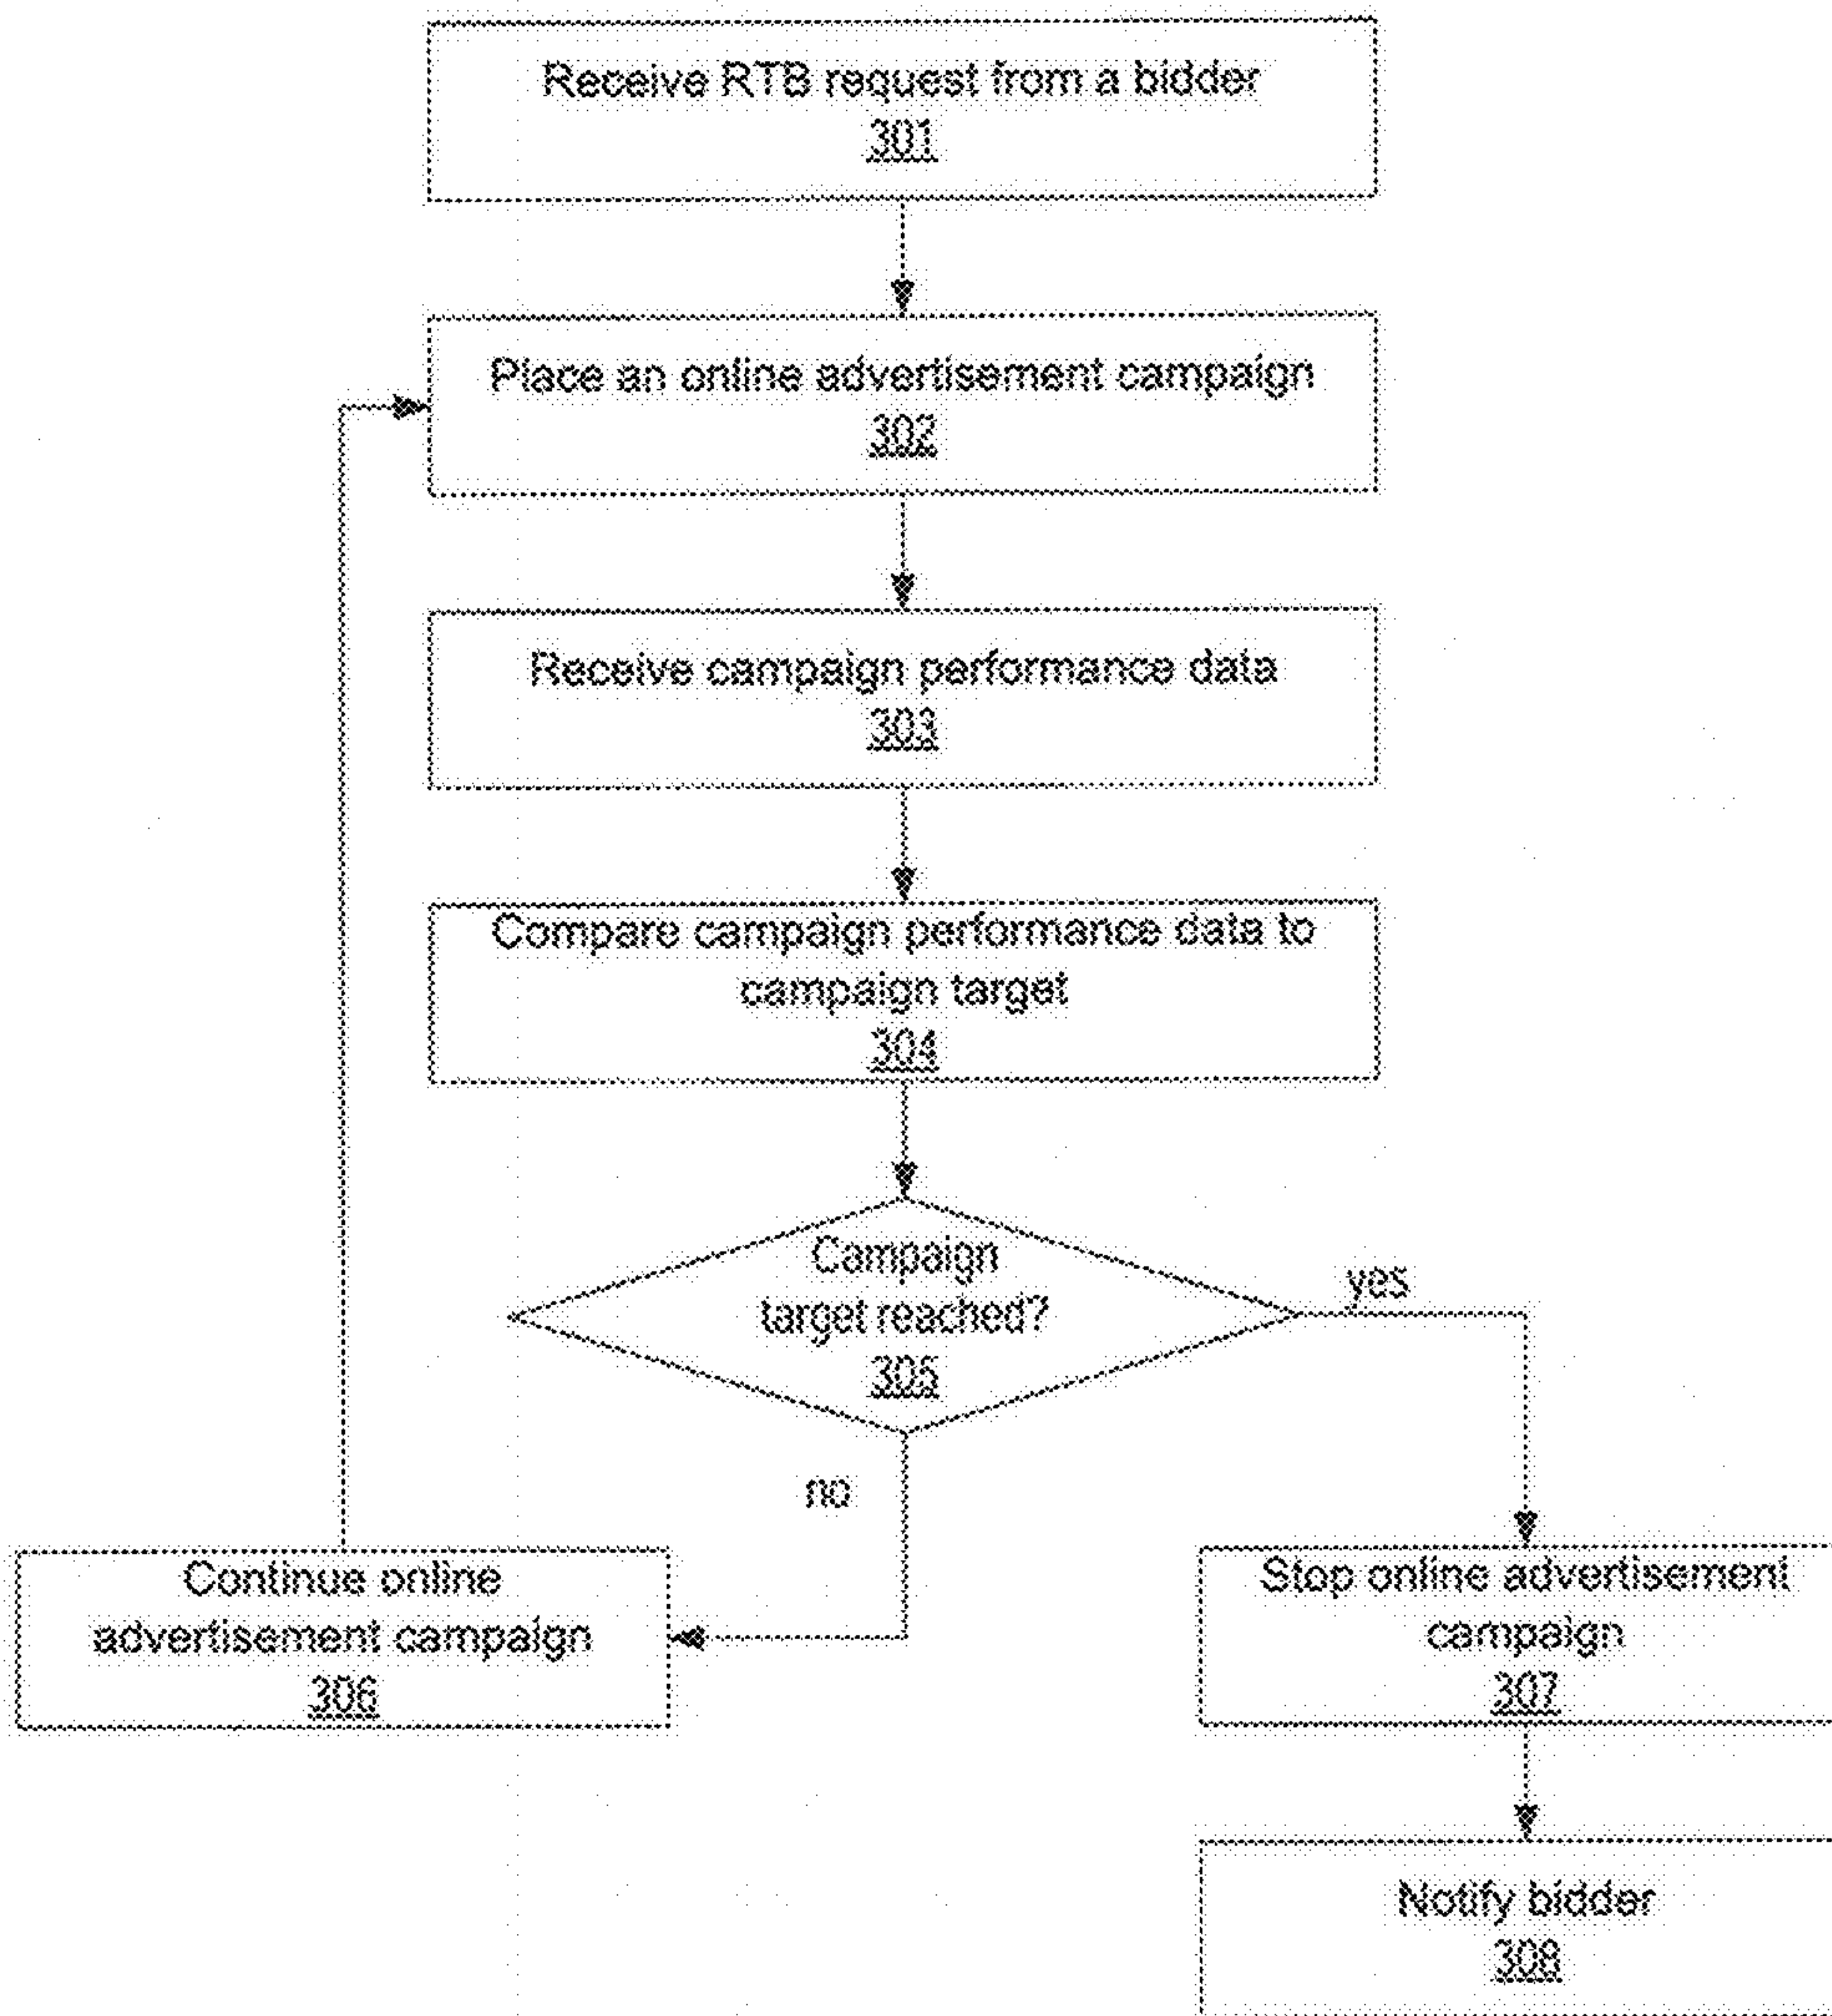 Receive RTB request from a bidder
301
Place an online advertisement campaign
302
Receive campaign performance data
303
Compare campaign performance data to
campaign target
304
Campaign
target reached?
305
yes
no
Continue online
advertisement campaign
306
Stop online advertisement
campaign
307
Notify bidder
308